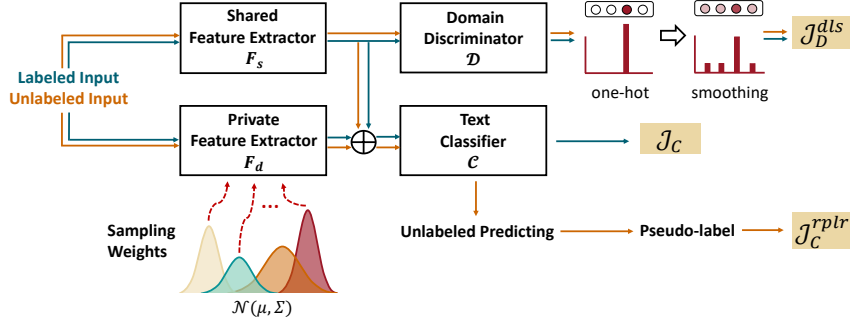 Shared
Feature Extractor
F_s
Domain
Discriminator
𝒟
one-hot
smoothing
𝒥_D^{dls}
Labeled Input
Unlabeled Input
Private
Feature Extractor
F_d
Text
Classifier
𝒞
𝒥_C
...
Sampling
Weights
𝒩(μ, Σ)
Unlabeled Predicting
Pseudo-label
𝒥_C^{rplr}